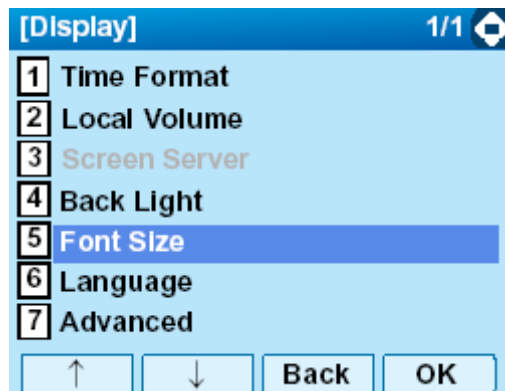 [Display] 1/1
1 Time Format
2 Local Volume
3 Screen Server
4 Back Light
5 Font Size
6 Language
7 Advanced
↑ ↓ Back OK